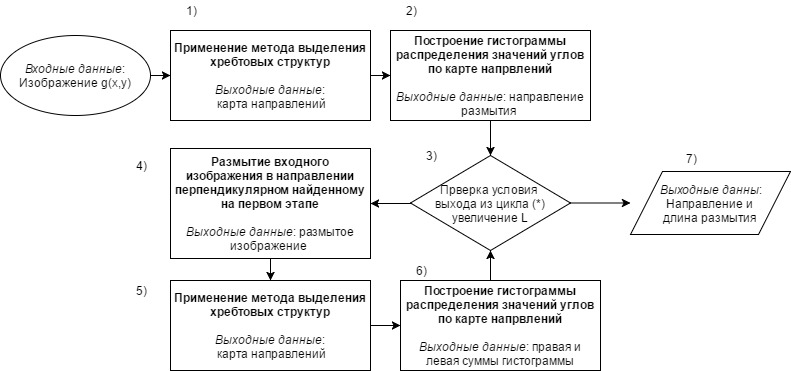 1)
2)
Входные данные:
Изображение g(x,y)
Применение метода выделения
хребтовых структур
Выходные данные:
карта направлений
Построение гистограммы
распределения значений углов
по карте напрвлений
Выходные данные: направление
размытия
3)
Прверка условия
выхода из цикла (*)
увеличение L
4)
Размытие входного
изображения в направлении
перпендикулярном найденному
на первом этапе
Выходные данные: размытое
изображение
7)
Выходные данны:
Направление и
длина размытия
5)
Применение метода выделения
хребтовых структур
Выходные данные:
карта направлений
6)
Построение гистограммы
распределения значений углов
по карте напрвлений
Выходные данные: правая и
левая суммы гистограммы